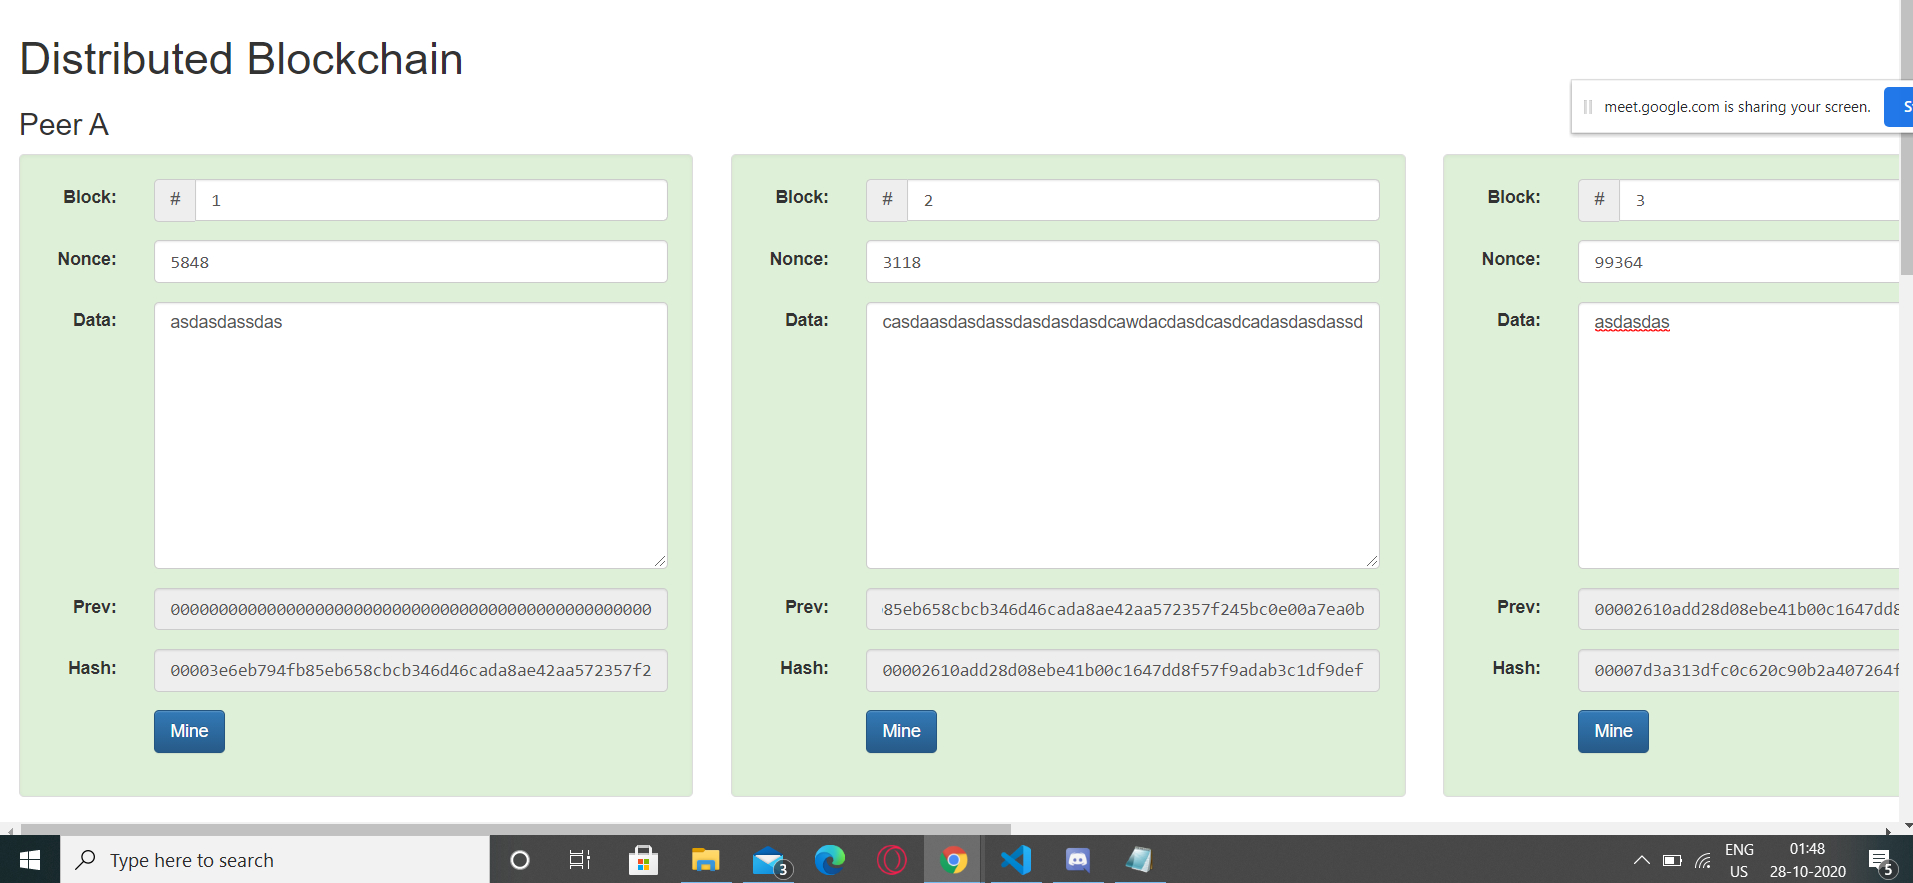 Distributed Blockchain
Peer A
meet.google.com is sharing your screen.
Block: # 1
Nonce: 5848
Data: asdasdassdas
Prev: 00000000000000000000000000000000000000000000000000
Hash: 00003e6eb794fb85eb658cbcb346d46cada8ae42aa572357f2
Mine
Block: # 2
Nonce: 3118
Data: casdaasdasdassdasdasdasdcawdacdasdcasdcadasdasdassd
Prev: 85eb658cbcb346d46cada8ae42aa572357f245bc0e00a7ea0b
Hash: 00002610add28d08ebe41b00c1647dd8f57f9adab3c1df9def
Mine
Block: # 3
Nonce: 99364
Data: asdasdas
Prev: 00002610add28d08ebe41b00c1647dd8
Hash: 00007d3a313dfc0c620c90b2a407264f
Mine
Type here to search
3
ENG
US
01:48
28-10-2020
5